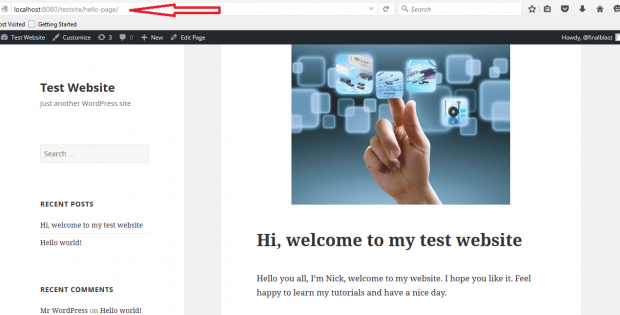 localhost:8080/testsite/hello-page/
Search
ost Visited Getting Started
Test Website Customize 3 0 New Edit Page Howdy, @finalblast
Test Website
Just another WordPress site
Search ...
RECENT POSTS
Hi, welcome to my test website
Hello world!
RECENT COMMENTS
Mr WordPress on Hello world!
Hi, welcome to my test website
Hello you all, I'm Nick, welcome to my website. I hope you like it. Feel
happy to learn my tutorials and have a nice day.